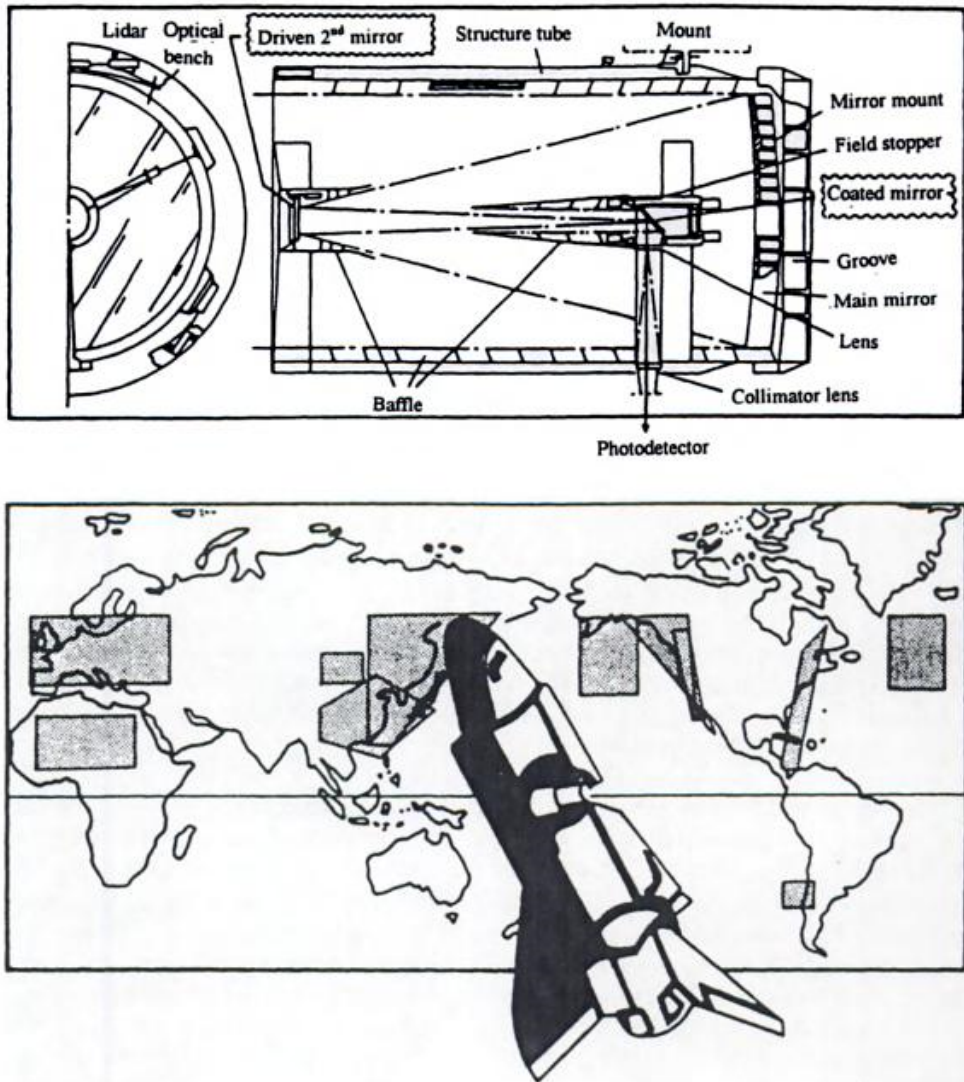 Lidar Optical
bench
Driven 2nd mirror
Structure tube
Mount
Mirror mount
Field stopper
Coated mirror
Groove
Main mirror
Lens
Collimator lens
Baffle
Photodetector